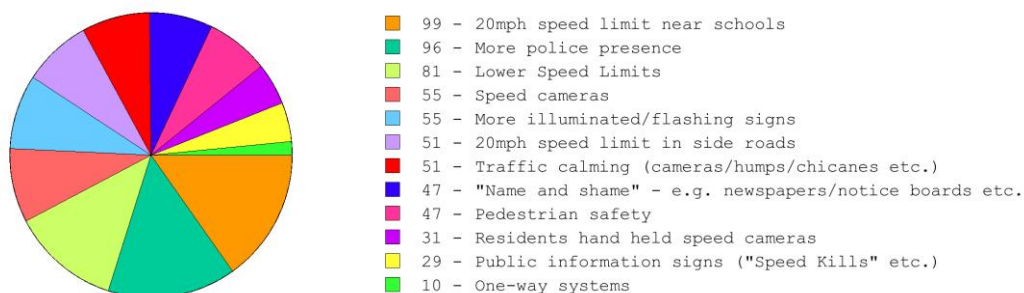 99 - 20mph speed limit near schools
96 - More police presence
81 - Lower Speed Limits
55 - Speed cameras
55 - More illuminated/flashing signs
51 - 20mph speed limit in side roads
51 - Traffic calming (cameras/humps/chicanes etc.)
47 - "Name and shame" - e.g. newspapers/notice boards etc.
47 - Pedestrian safety
31 - Residents hand held speed cameras
29 - Public information signs ("Speed Kills" etc.)
10 - One-way systems